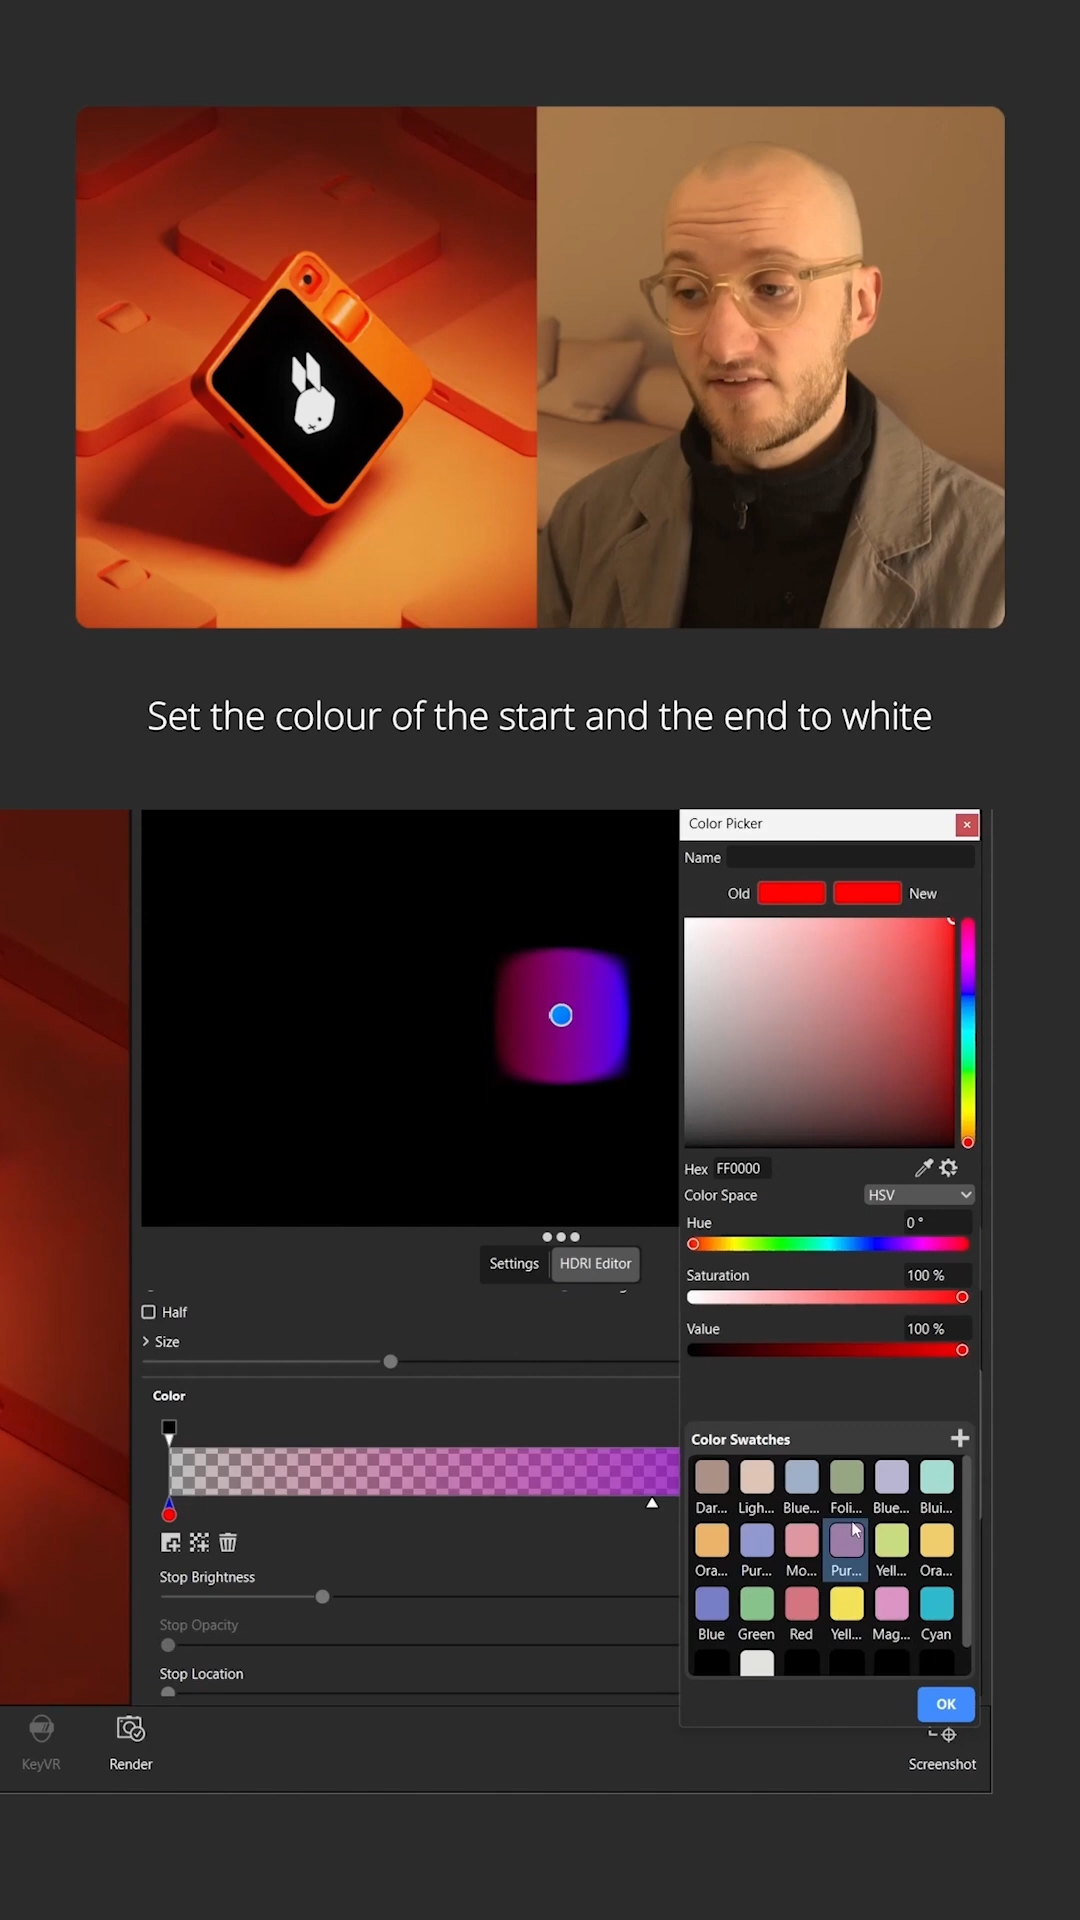 Set the colour of the start and the end to white
Color Picker
Name
Old
New
Hex FF0000
Color Space HSV
Hue 0 °
Saturation 100 %
Value 100 %
Settings
HDRI Editor
Half
Size
Color
Color Swatches
Dar... Ligh... Blue... Foli... Blue... Blui...
Ora... Pur... Mo... Pur... Yell... Ora...
Blue Green Red Yell... Mag... Cyan
Stop Brightness
Stop Opacity
Stop Location
OK
KeyVR
Render
Screenshot